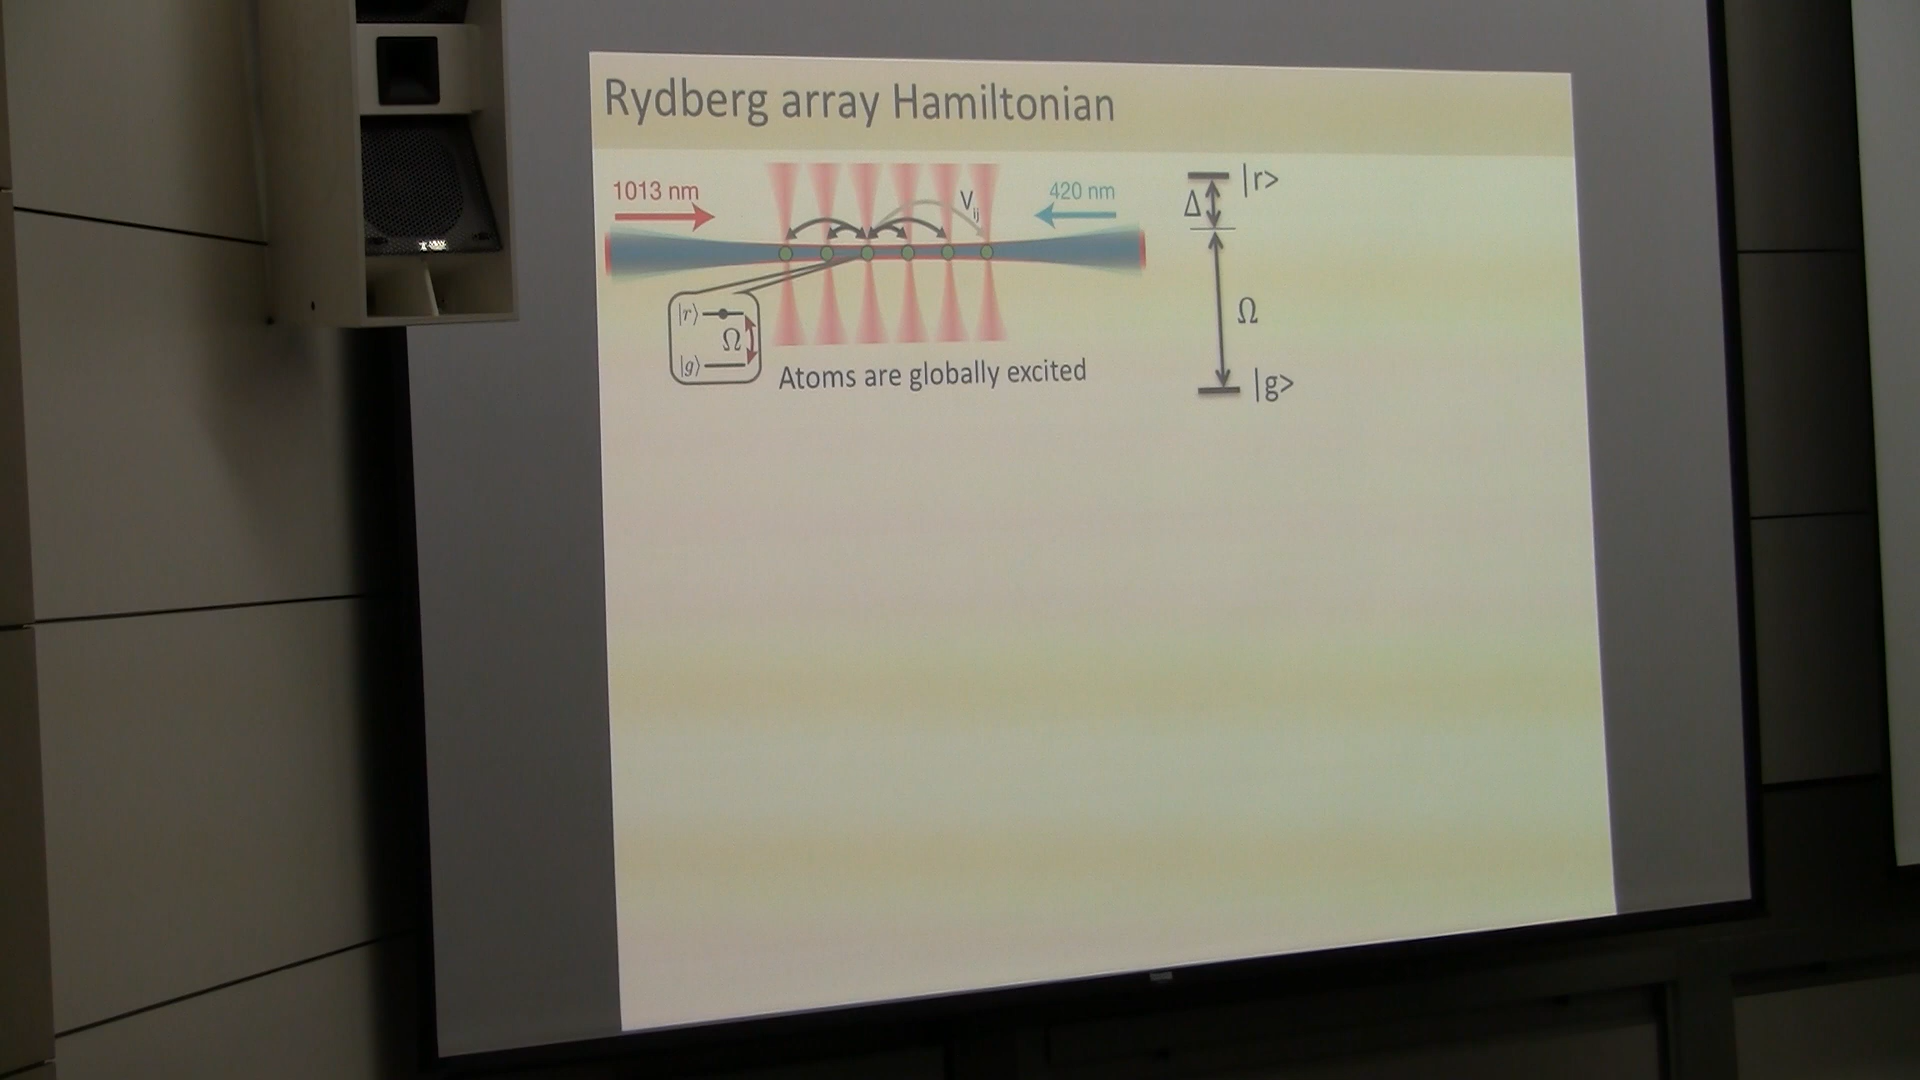 Rydberg array Hamiltonian
1013 nm
V_ij
420 nm
Δ
|r>
|r⟩
Ω
|g⟩
Atoms are globally excited
Ω
|g>